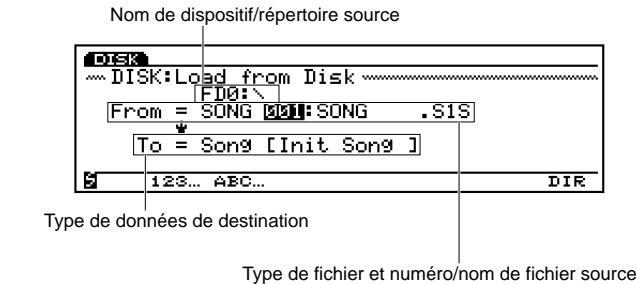 Nom de dispositif/répertoire source
DISK
DISK:Load from Disk
FD0:\
From = SONG 001:SONG .S1S
To = Song [Init Song ]
123... ABC... DIR
Type de données de destination
Type de fichier et numéro/nom de fichier source